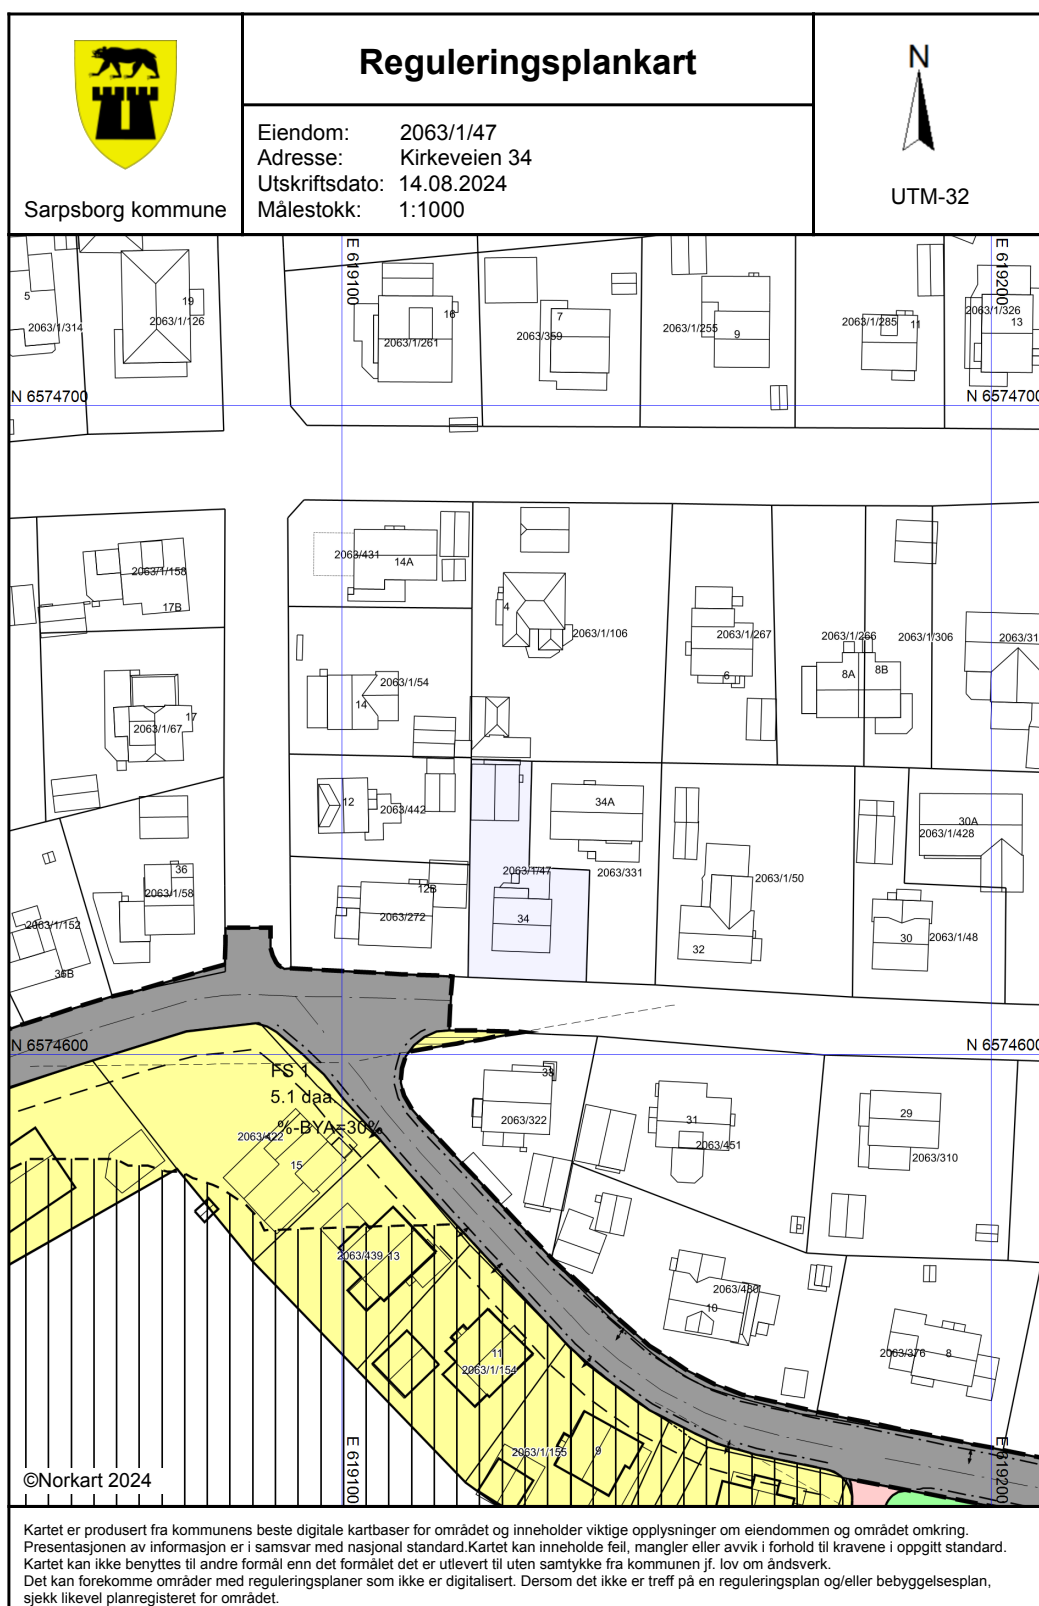 Sarpsborg kommune
Reguleringsplankart
Eiendom: 2063/1/47
Adresse: Kirkeveien 34
Utskriftsdato: 14.08.2024
Målestokk: 1:1000
N
UTM-32
E 619100
E 619200
5
2063/1/314
19
2063/1/126
16
2063/1/261
7
2063/359
2063/1/255
9
2063/1/285
11
2063/1/326
13
N 6574700
N 6574700
2063/1/158
17B
2063/431
14A
4
2063/1/106
2063/1/267
6
2063/1/266
8A
8B
2063/1/306
2063/31
2063/1/54
14
17
2063/1/67
12
2063/442
34A
2063/1/47
2063/331
30A
2063/1/428
36
2063/1/58
12B
2063/272
34
2063/1/50
32
30
2063/1/48
2063/1/152
36B
N 6574600
N 6574600
FS 1
5.1 daa
%-BYA=30%
2063/422
15
33
2063/322
31
2063/451
29
2063/310
2063/439
13
2063/430
10
2063/376
8
11
2063/1/154
2063/1/155
9
E 619100
E 619200
©Norkart 2024
Kartet er produsert fra kommunens beste digitale kartbaser for området og inneholder viktige opplysninger om eiendommen og området omkring.
Presentasjonen av informasjon er i samsvar med nasjonal standard.Kartet kan inneholde feil, mangler eller avvik i forhold til kravene i oppgitt standard.
Kartet kan ikke benyttes til andre formål enn det formålet det er utlevert til uten samtykke fra kommunen jf. lov om åndsverk.
Det kan forekomme områder med reguleringsplaner som ikke er digitalisert. Dersom det ikke er treff på en reguleringsplan og/eller bebyggelsesplan,
sjekk likevel planregisteret for området.